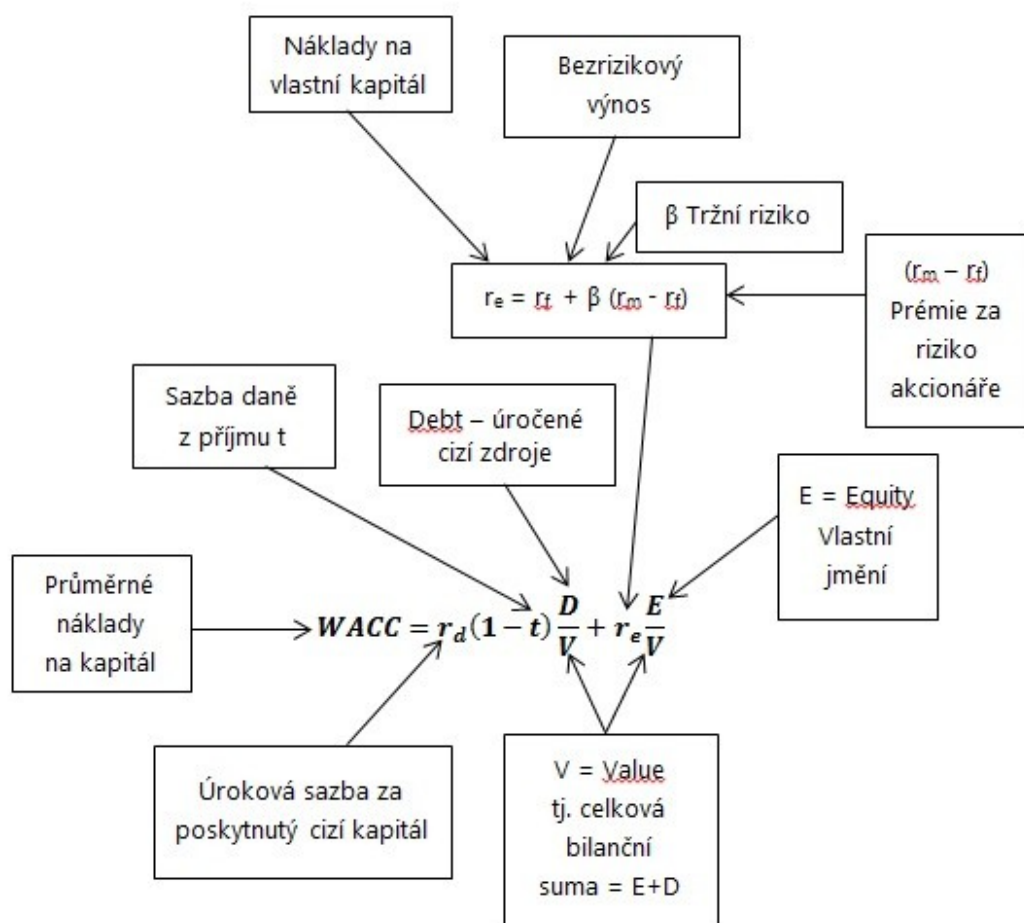 Náklady na
vlastní kapitál
Bezrizikový
výnos
β Tržní riziko
(rₘ – r_f)
Prémie za
riziko
akcionáře
rₑ = r_f + β (rₘ - r_f)
Sazba daně
z příjmu t
Debt – úročené
cizí zdroje
E = Equity
Vlastní
jmění
Průměrné
náklady
na kapitál
WACC = r_d(1 − t) D/V + rₑ E/V
Úroková sazba za
poskytnutý cizí kapitál
V = Value
tj. celková
bilanční
suma = E+D